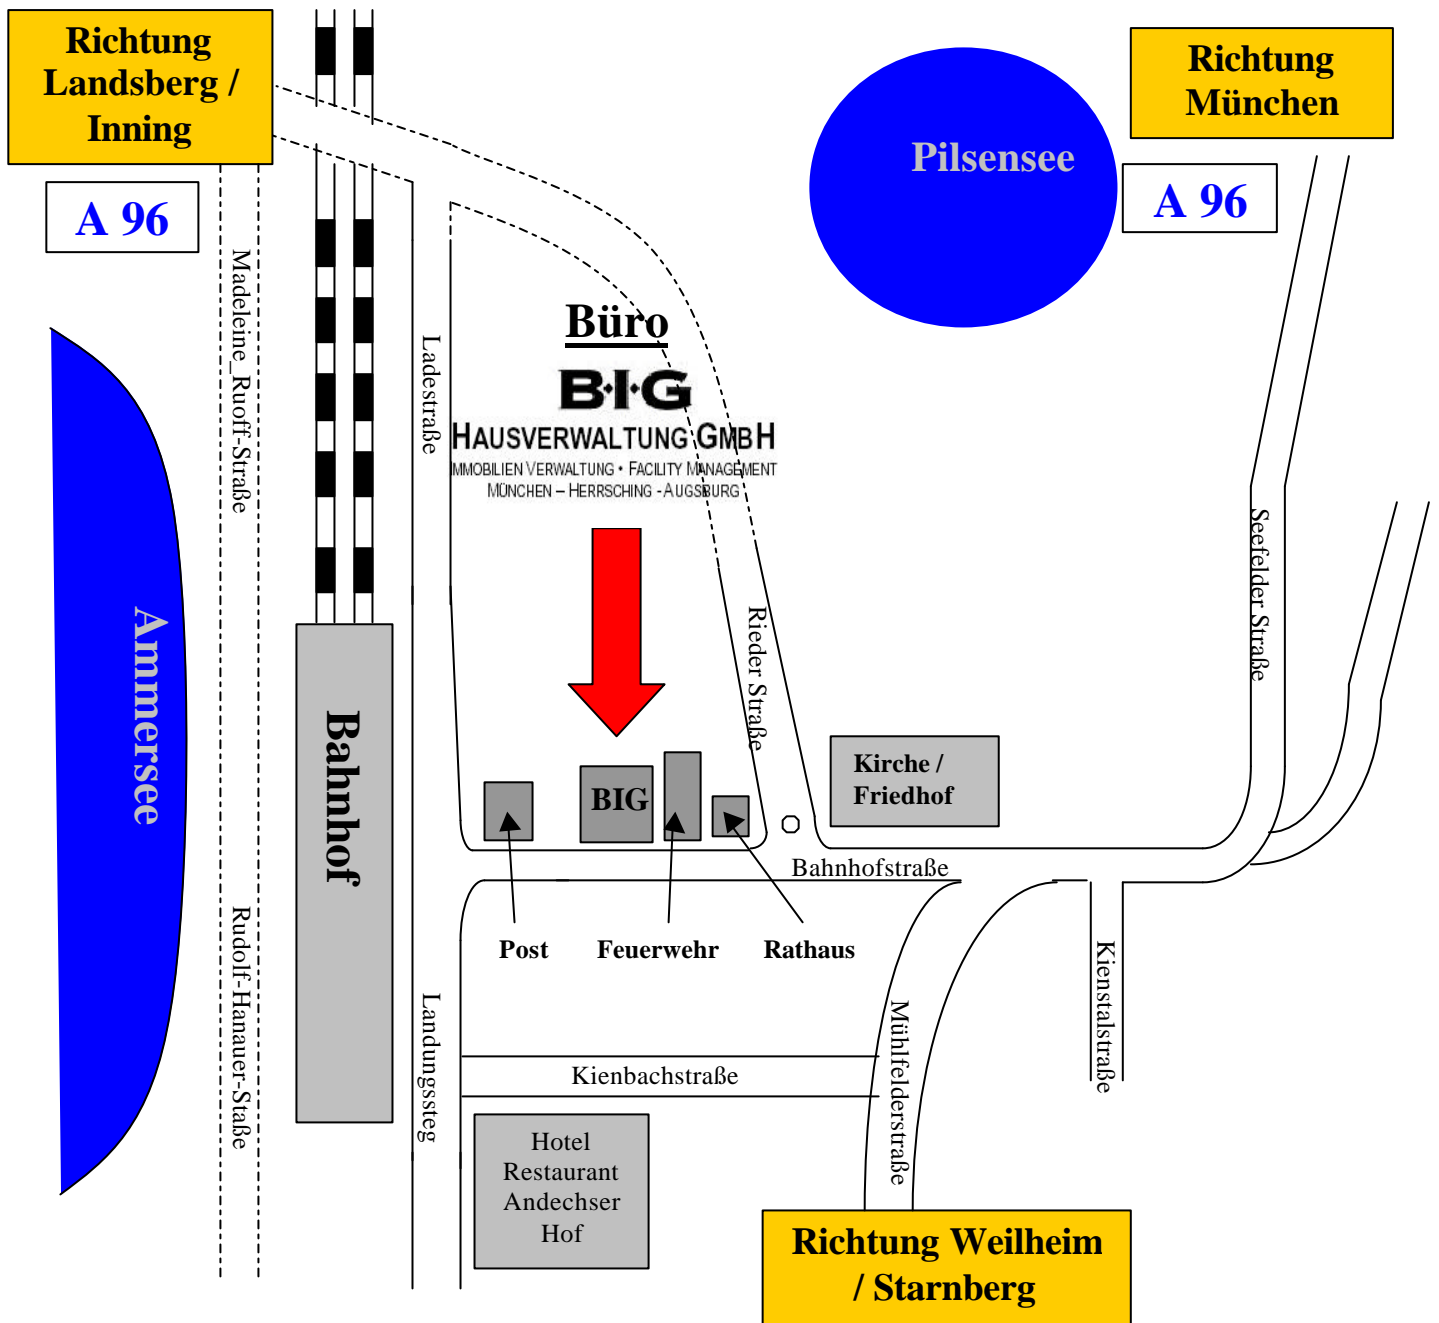 Richtung
Landsberg /
Inning
Richtung
München
A 96
Pilsensee
A 96
Madeleine_Ruoff-Straße
Ladestraße
Büro
B·I·G
HAUSVERWALTUNG GMBH
IMMOBILIEN VERWALTUNG • FACILITY MANAGEMENT
MÜNCHEN – HERRSCHING - AUGSBURG
Seefelder Straße
Ammersee
Rieder Straße
Bahnhof
Kirche /
Friedhof
BIG
Bahnhofstraße
Post
Feuerwehr
Rathaus
Rudolf-Hanauer-Staße
Landungssteg
Kienbachstraße
Mühlfelderstraße
Kienstalstraße
Hotel
Restaurant
Andechser
Hof
Richtung Weilheim
/ Starnberg